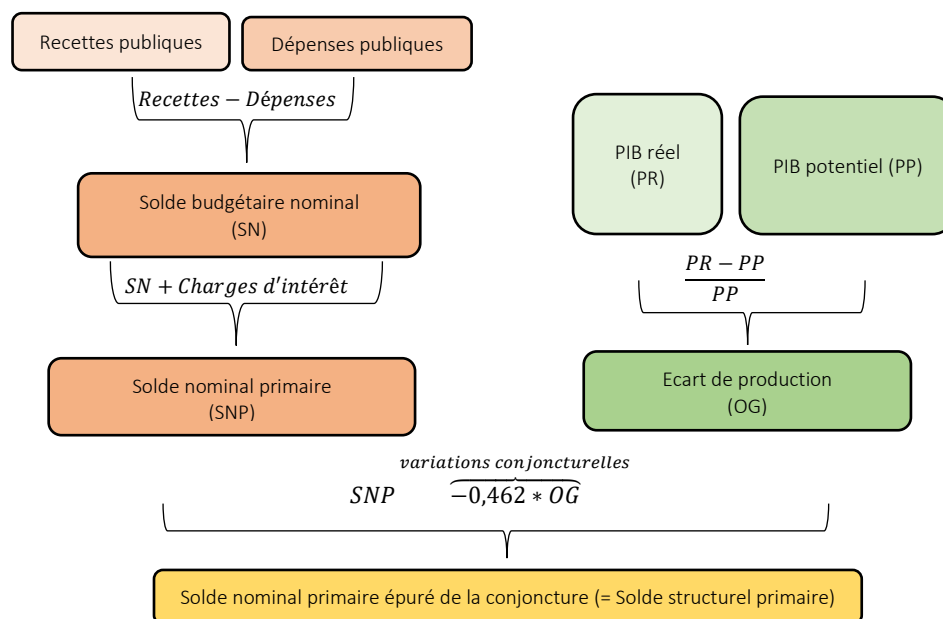 Recettes publiques
Dépenses publiques
Recettes − Dépenses
Solde budgétaire nominal
(SN)
SN + Charges d'intérêt
Solde nominal primaire
(SNP)
PIB réel
(PR)
PIB potentiel (PP)
PR − PP
PP
Ecart de production
(OG)
variations conjoncturelles
SNP −0,462 * OG
Solde nominal primaire épuré de la conjoncture (= Solde structurel primaire)